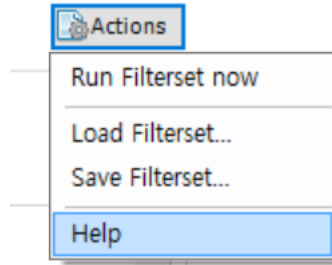 Actions
Run Filterset now
Load Filterset...
Save Filterset...
Help